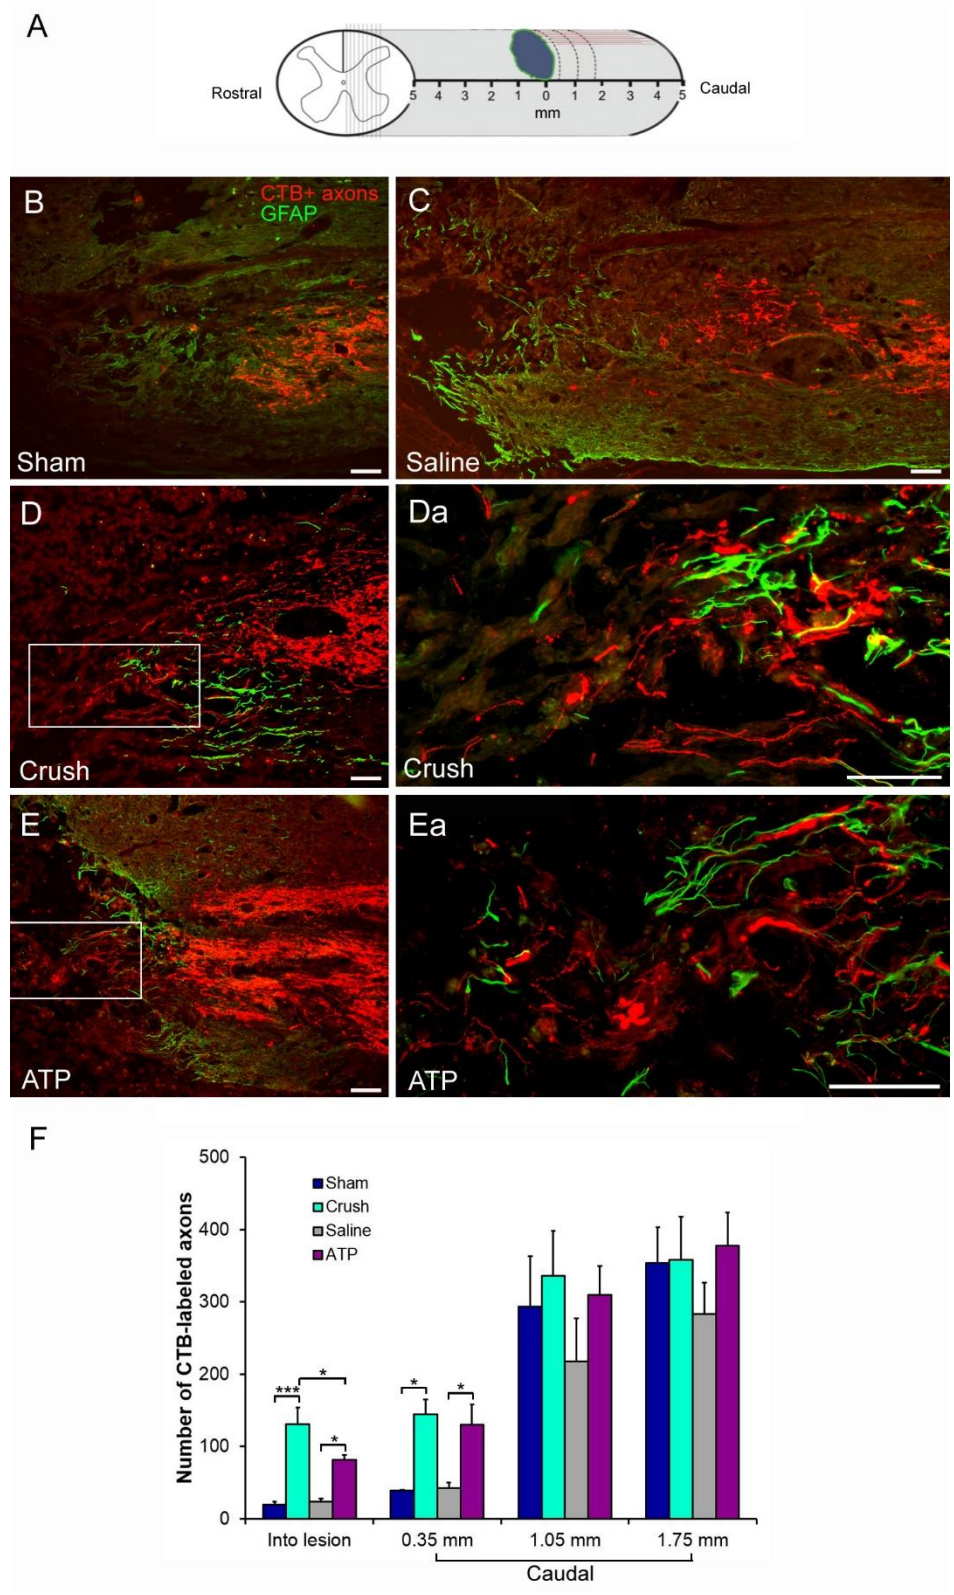 A
Rostral
5 4 3 2 1 0 1 2 3 4 5
Caudal
mm
B
CTB+ axons
GFAP
Sham
C
Saline
D
Crush
Da
Crush
E
ATP
Ea
ATP
F
Number of CTB-labeled axons
500
400
300
200
100
0
Sham
Crush
Saline
ATP
***
*
*
*
*
Into lesion
0.35 mm
1.05 mm
1.75 mm
Caudal